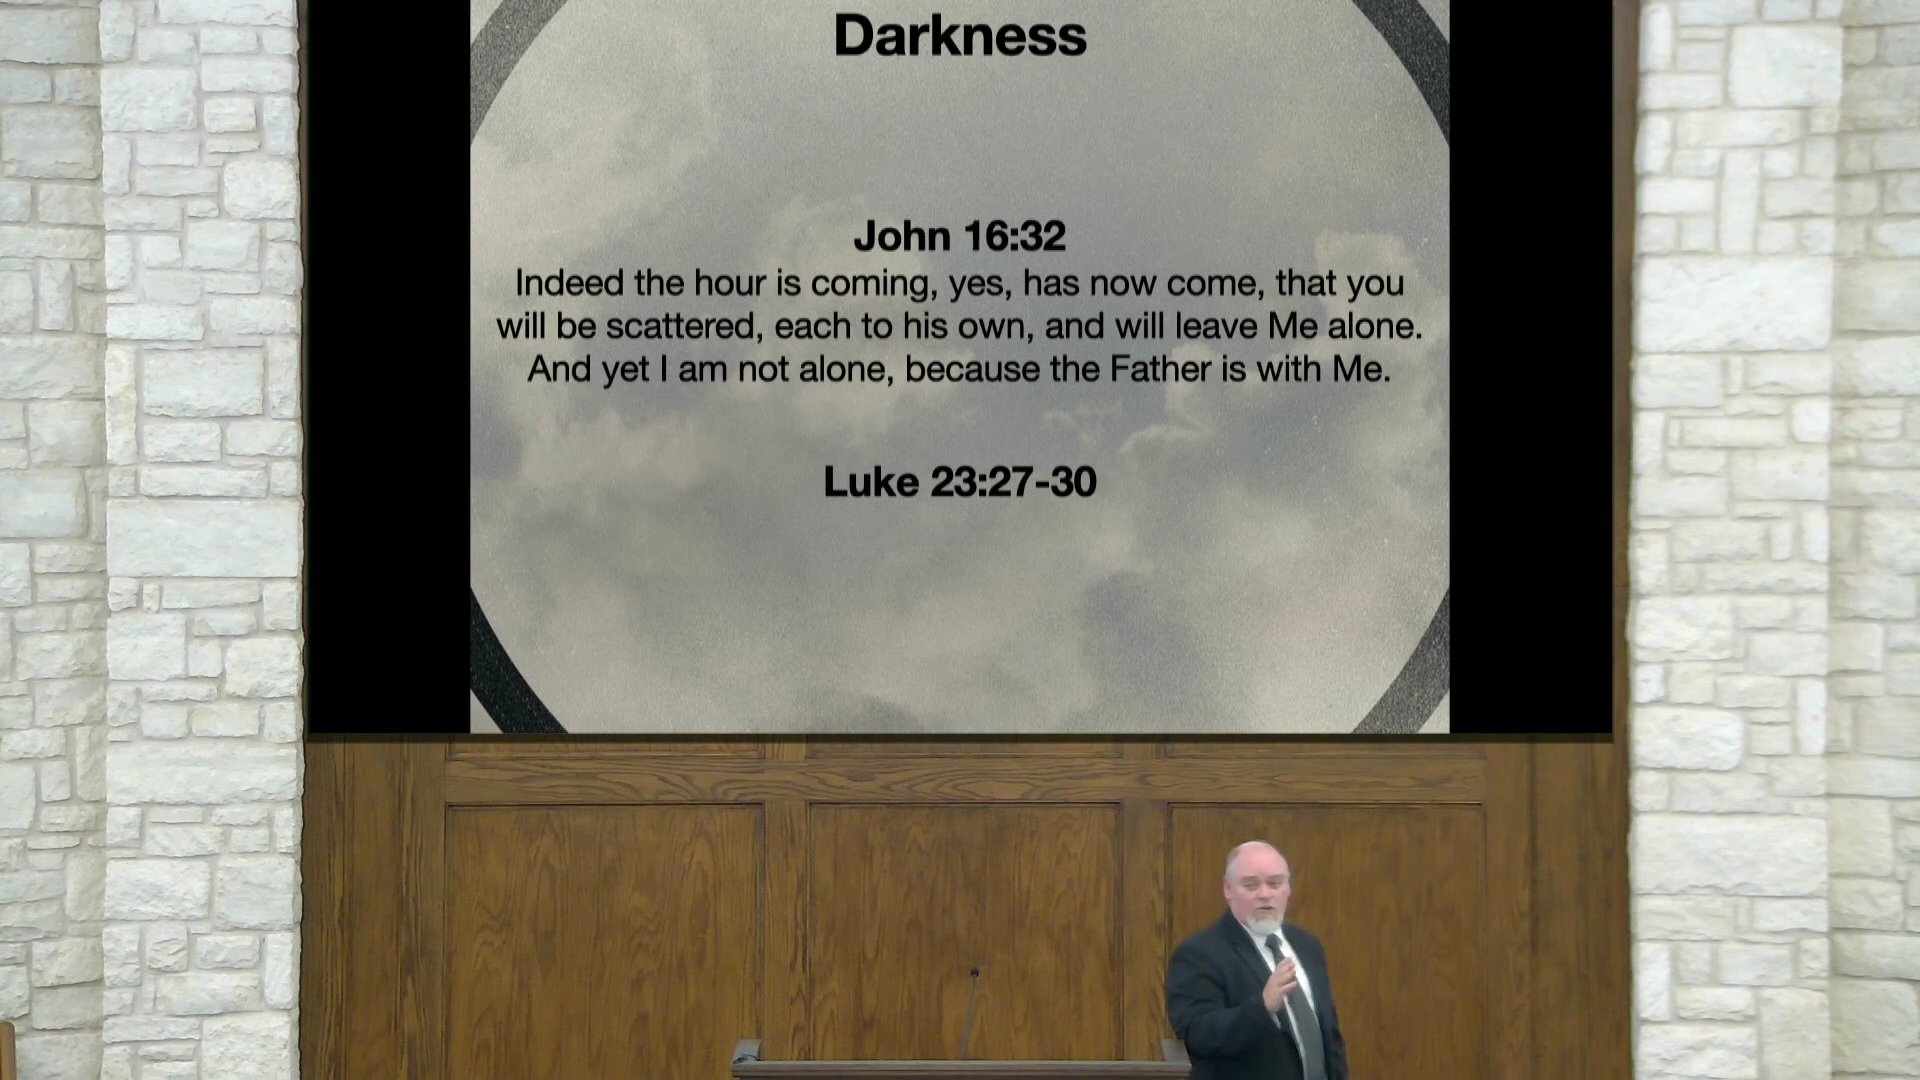 Darkness
John 16:32
Indeed the hour is coming, yes, has now come, that you
will be scattered, each to his own, and will leave Me alone.
And yet I am not alone, because the Father is with Me.
Luke 23:27-30